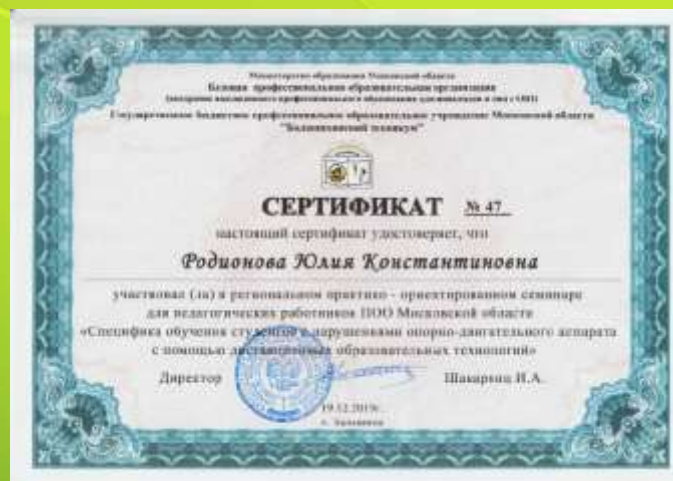 Министерство образования Московской области
Базовая профессиональная образовательная организация
Государственное бюджетное профессиональное образовательное учреждение Московской области
техникум"
СЕРТИФИКАТ № 47
настоящий сертификат удостоверяет, что
Родионова Юлия Константиновна
участвовал (ла) в региональном практико - ориентированном семинаре
для педагогических работников ПОО Московской области
«Специфика обучения студентов с нарушениями опорно-двигательного аппарата
с помощью дистанционных образовательных технологий»
Директор
19.12.2019г.